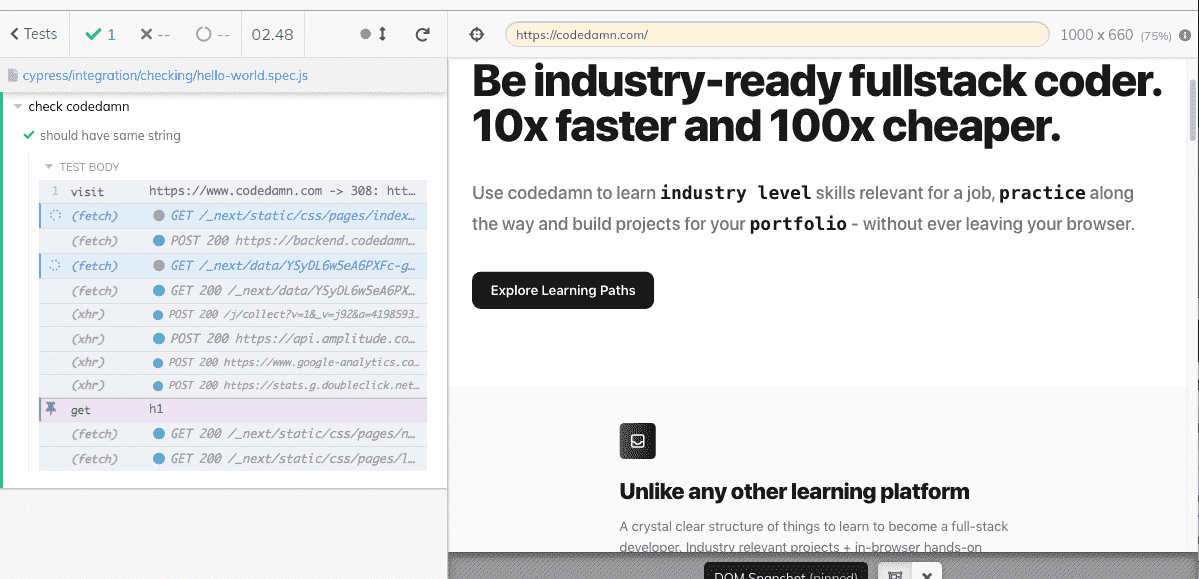 Tests 1 -- -- 02.48
https://codedamn.com/ 1000 x 660 (75%)
cypress/integration/checking/hello-world.spec.js
check codedamn
should have same string
TEST BODY
1 visit https://www.codedamn.com -> 308: htt…
(fetch) GET /_next/static/css/pages/index…
(fetch) POST 200 https://backend.codedamn…
(fetch) GET /_next/data/YSyDL6w5eA6PXFc-g…
(fetch) GET 200 /_next/data/YSyDL6w5eA6PX…
(xhr) POST 200 /j/collect?v=1&_v=j92&a=4198593…
(xhr) POST 200 https://api.amplitude.co…
(xhr) POST 200 https://www.google-analytics.co…
(xhr) POST 200 https://stats.g.doubleclick.net…
get h1
(fetch) GET 200 /_next/static/css/pages/n…
(fetch) GET 200 /_next/static/css/pages/l…
Be industry-ready fullstack coder.
10x faster and 100x cheaper.
Use codedamn to learn industry level skills relevant for a job, practice along
the way and build projects for your portfolio - without ever leaving your browser.
Explore Learning Paths
Unlike any other learning platform
A crystal clear structure of things to learn to become a full-stack
developer. Industry relevant projects + in-browser hands-on
DOM Snapshot (pinned)